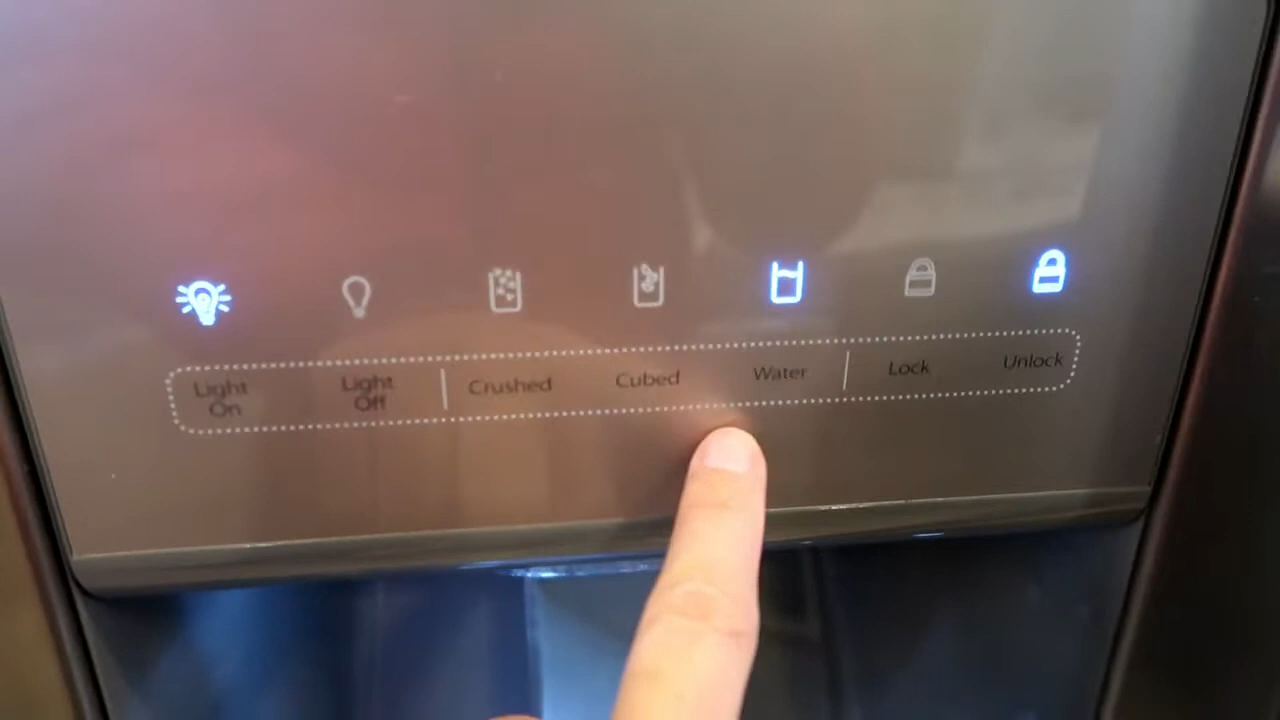 Light On
Light Off
Crushed
Cubed
Water
Lock
Unlock